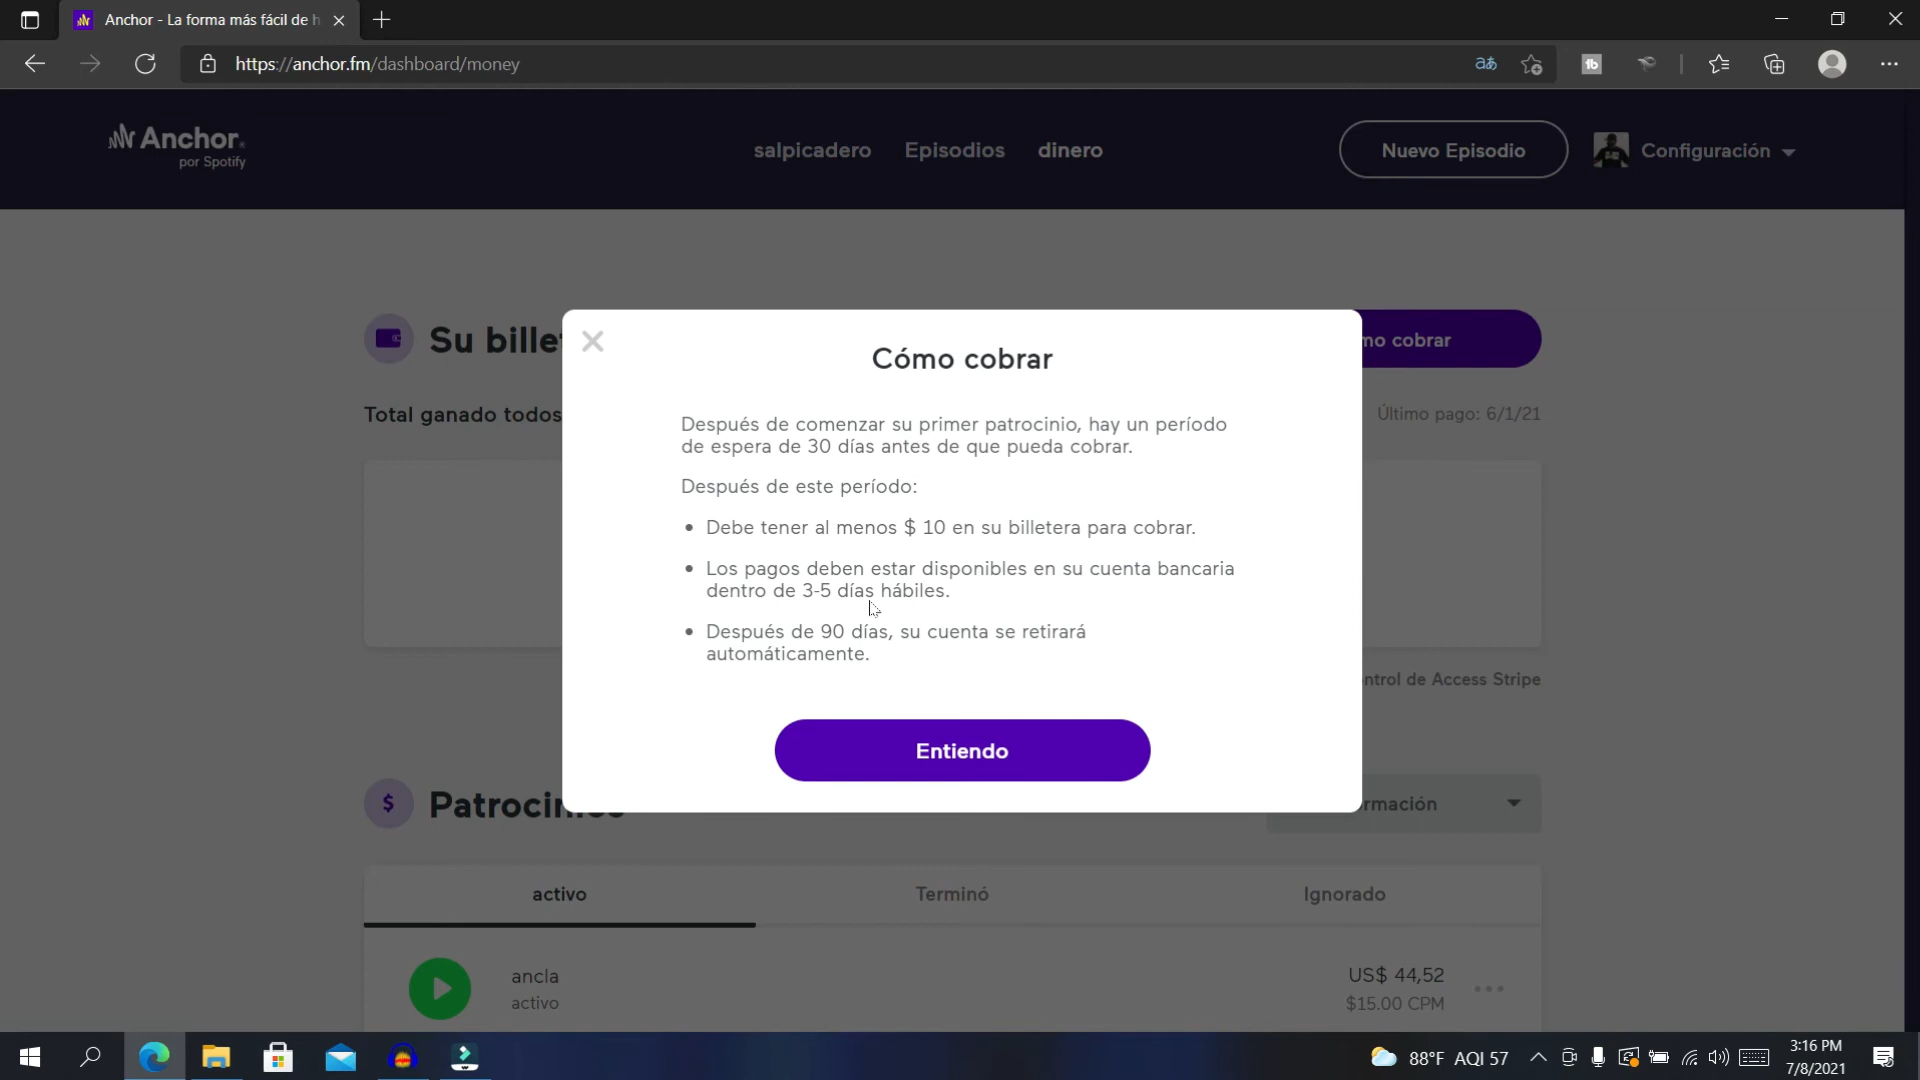 Anchor - La forma más fácil de h
https://anchor.fm/dashboard/money
Anchor
por Spotify
salpicadero
Episodios
dinero
Nuevo Episodio
Configuración
Su bille
mo cobrar
Total ganado todos
Último pago: 6/1/21
Cómo cobrar
Después de comenzar su primer patrocinio, hay un período
de espera de 30 días antes de que pueda cobrar.
Después de este período:
• Debe tener al menos $ 10 en su billetera para cobrar.
• Los pagos deben estar disponibles en su cuenta bancaria
dentro de 3-5 días hábiles.
• Después de 90 días, su cuenta se retirará
automáticamente.
Entiendo
ntrol de Access Stripe
$
Patrocinios
rmación
activo
Terminó
Ignorado
ancla
activo
US$ 44,52
$15.00 CPM
88°F AQI 57
3:16 PM
7/8/2021